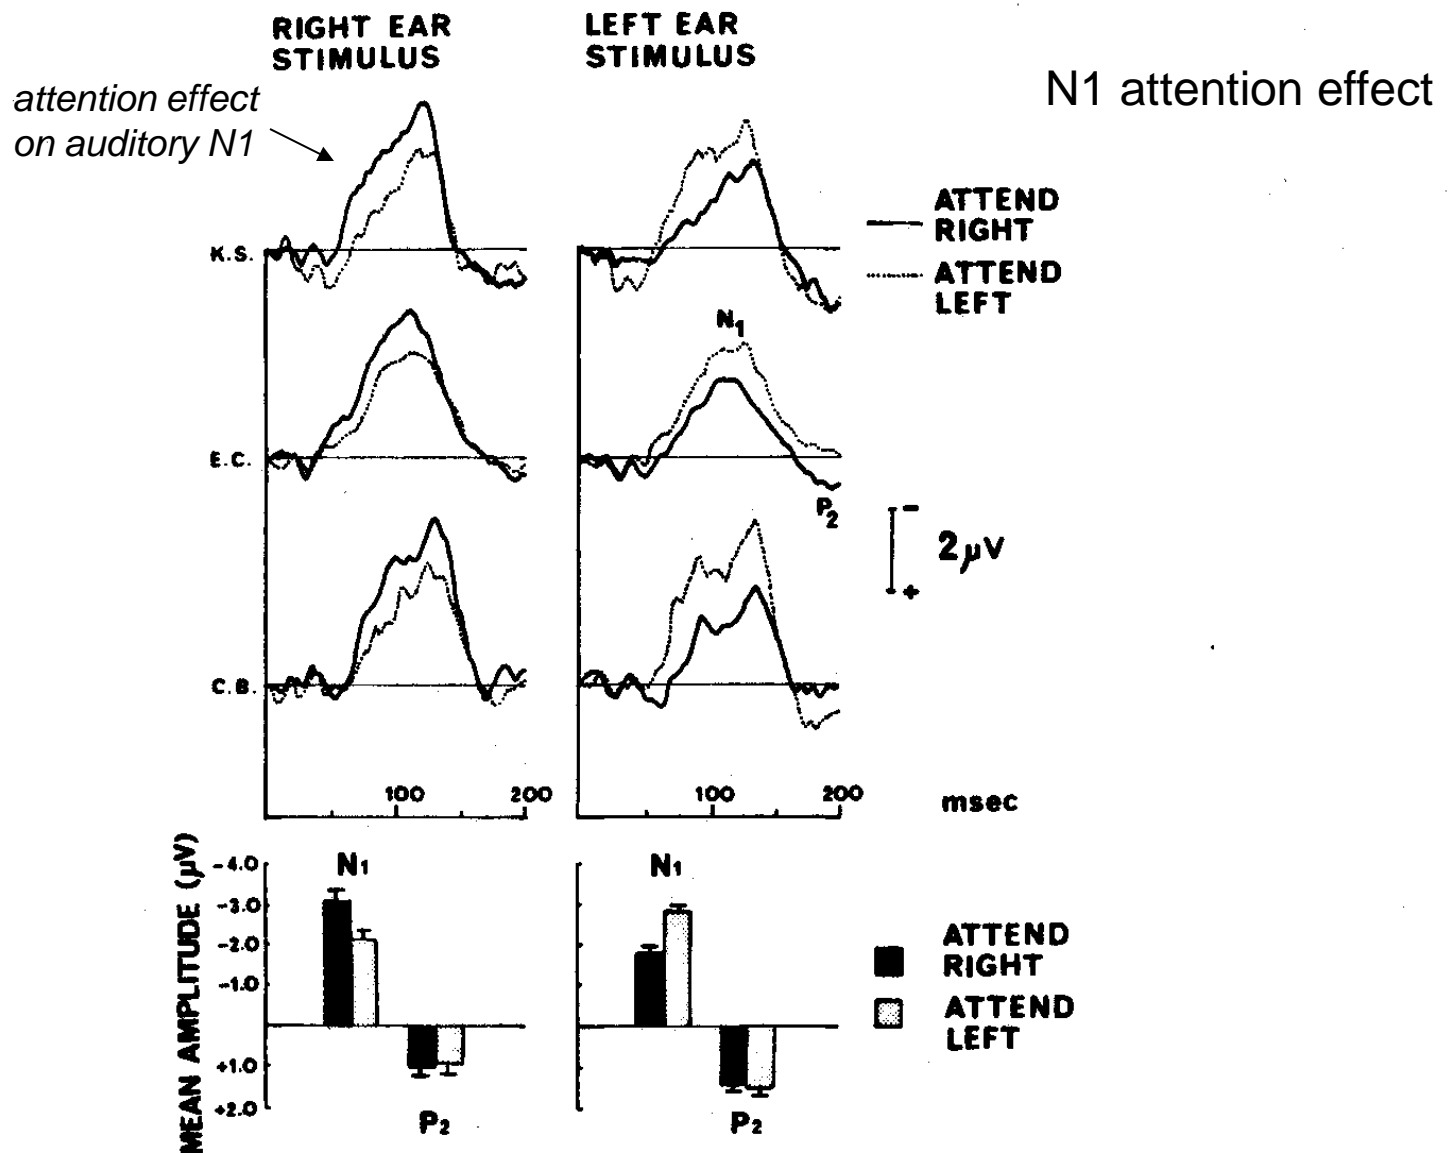 RIGHT EAR
STIMULUS
LEFT EAR
STIMULUS
N1 attention effect
attention effect
on auditory N1
ATTEND
RIGHT
ATTEND
LEFT
K.S.
N1
E.C.
P2
-
2 μV
+
C.B.
100
200
100
200
msec
MEAN AMPLITUDE (μV)
-4.0
-3.0
-2.0
-1.0
+1.0
+2.0
N1
P2
N1
P2
ATTEND
RIGHT
ATTEND
LEFT